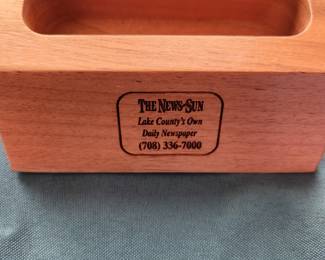 THE NEWS-SUN
Lake County's Own
Daily Newspaper
(708) 336-7000